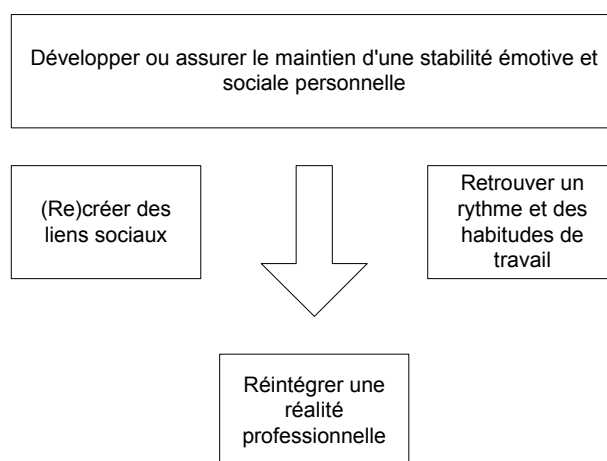 Développer ou assurer le maintien d'une stabilité émotive et
sociale personnelle
(Re)créer des
liens sociaux
Retrouver un
rythme et des
habitudes de
travail
Réintégrer une
réalité
professionnelle